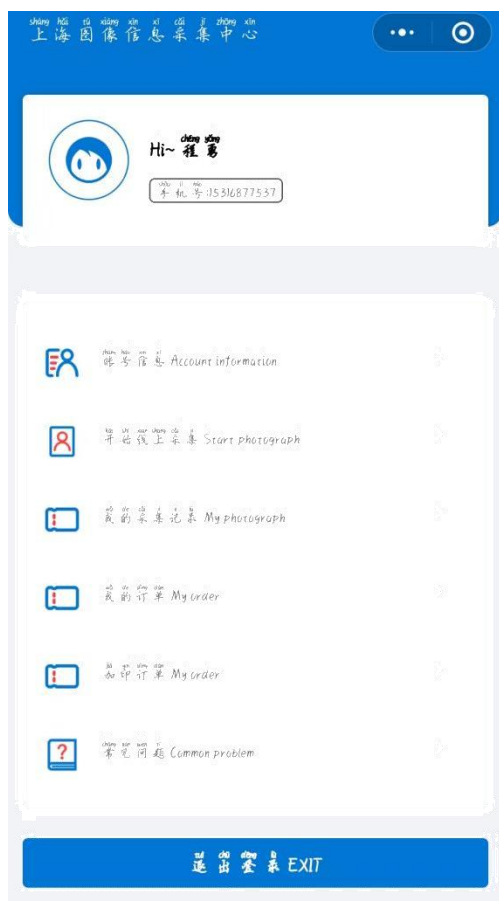 上海图像信息采集中心
Hi~ 程勇
手机号:15316877537
账号信息 Account information
开始线上采集 Start photograph
我的采集记录 My photograph
我的订单 My order
加印订单 My order
常见问题 Common problem
退出登录 EXIT